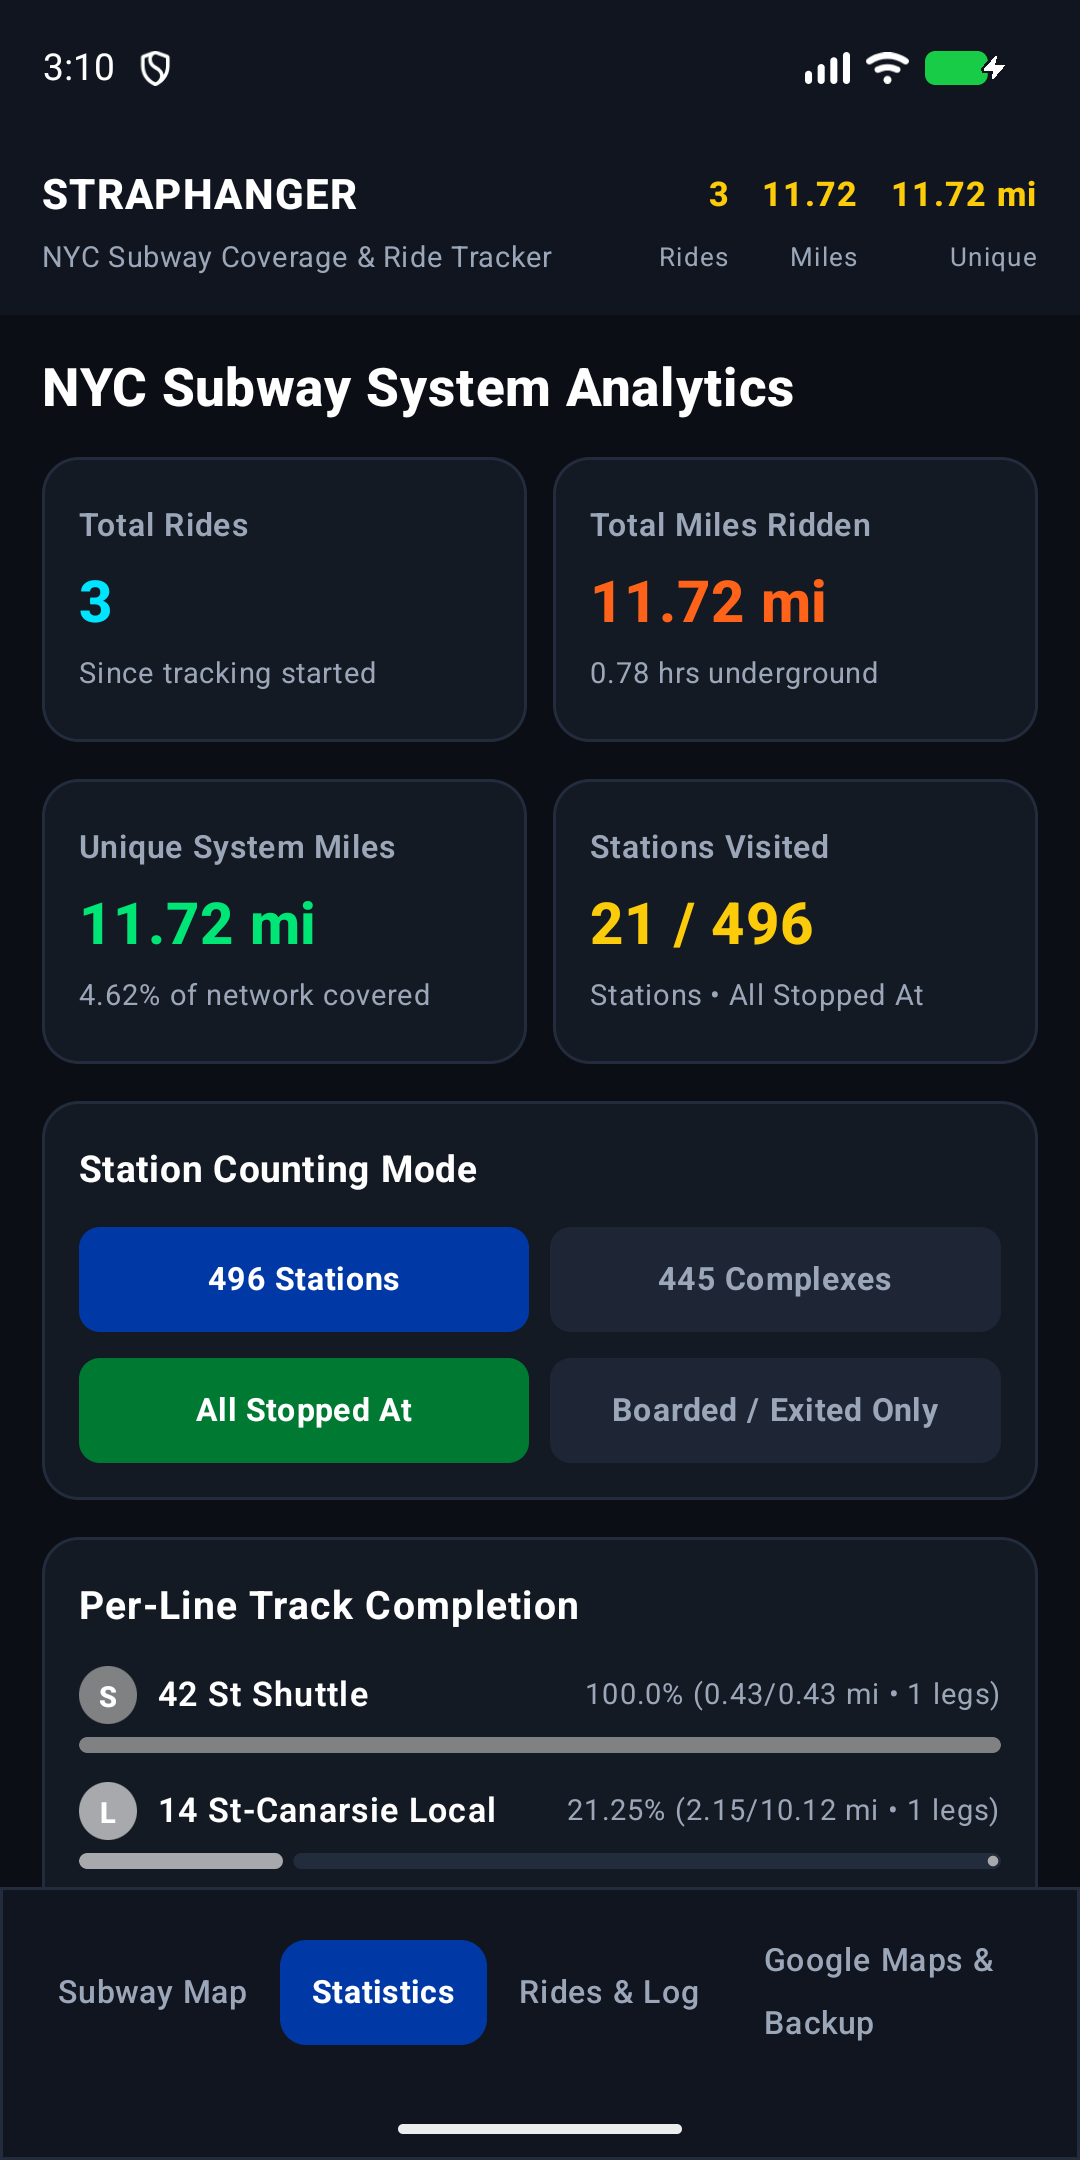 3:10
STRAPHANGER
NYC Subway Coverage & Ride Tracker
3 11.72 11.72 mi
Rides Miles Unique
NYC Subway System Analytics
Total Rides
3
Since tracking started
Total Miles Ridden
11.72 mi
0.78 hrs underground
Unique System Miles
11.72 mi
4.62% of network covered
Stations Visited
21 / 496
Stations • All Stopped At
Station Counting Mode
496 Stations
445 Complexes
All Stopped At
Boarded / Exited Only
Per-Line Track Completion
S 42 St Shuttle 100.0% (0.43/0.43 mi • 1 legs)
L 14 St-Canarsie Local 21.25% (2.15/10.12 mi • 1 legs)
Subway Map
Statistics
Rides & Log
Google Maps &
Backup